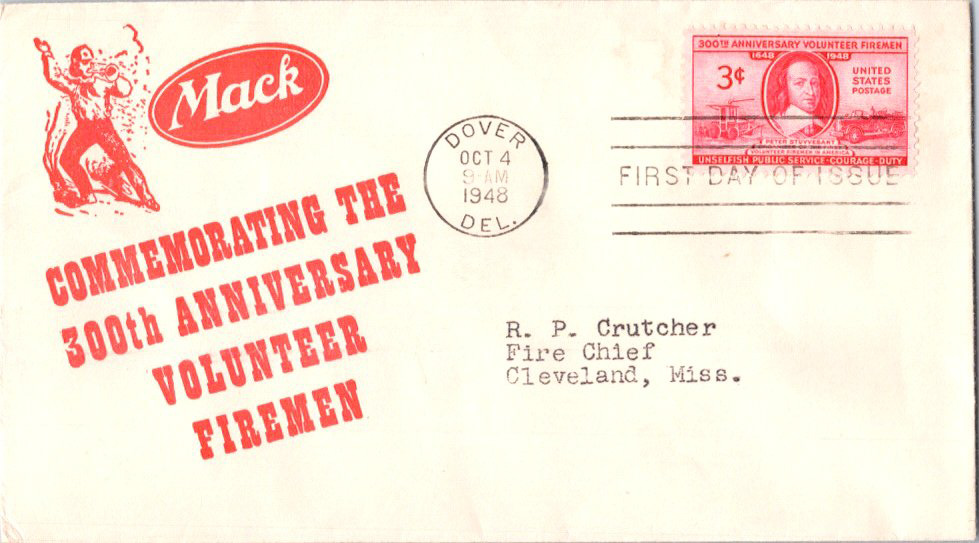 Mack
COMMEMORATING THE
300th ANNIVERSARY
VOLUNTEER
FIREMEN
DOVER
OCT 4
9-AM
1948
DEL.
300TH ANNIVERSARY VOLUNTEER FIREMEN
1648 1948
3¢
UNITED
STATES
POSTAGE
PETER STUYVESANT
VOLUNTEER FIREMEN IN AMERICA
UNSELFISH PUBLIC SERVICE-COURAGE-DUTY
FIRST DAY OF ISSUE
R. P. Crutcher
Fire Chief
Cleveland, Miss.